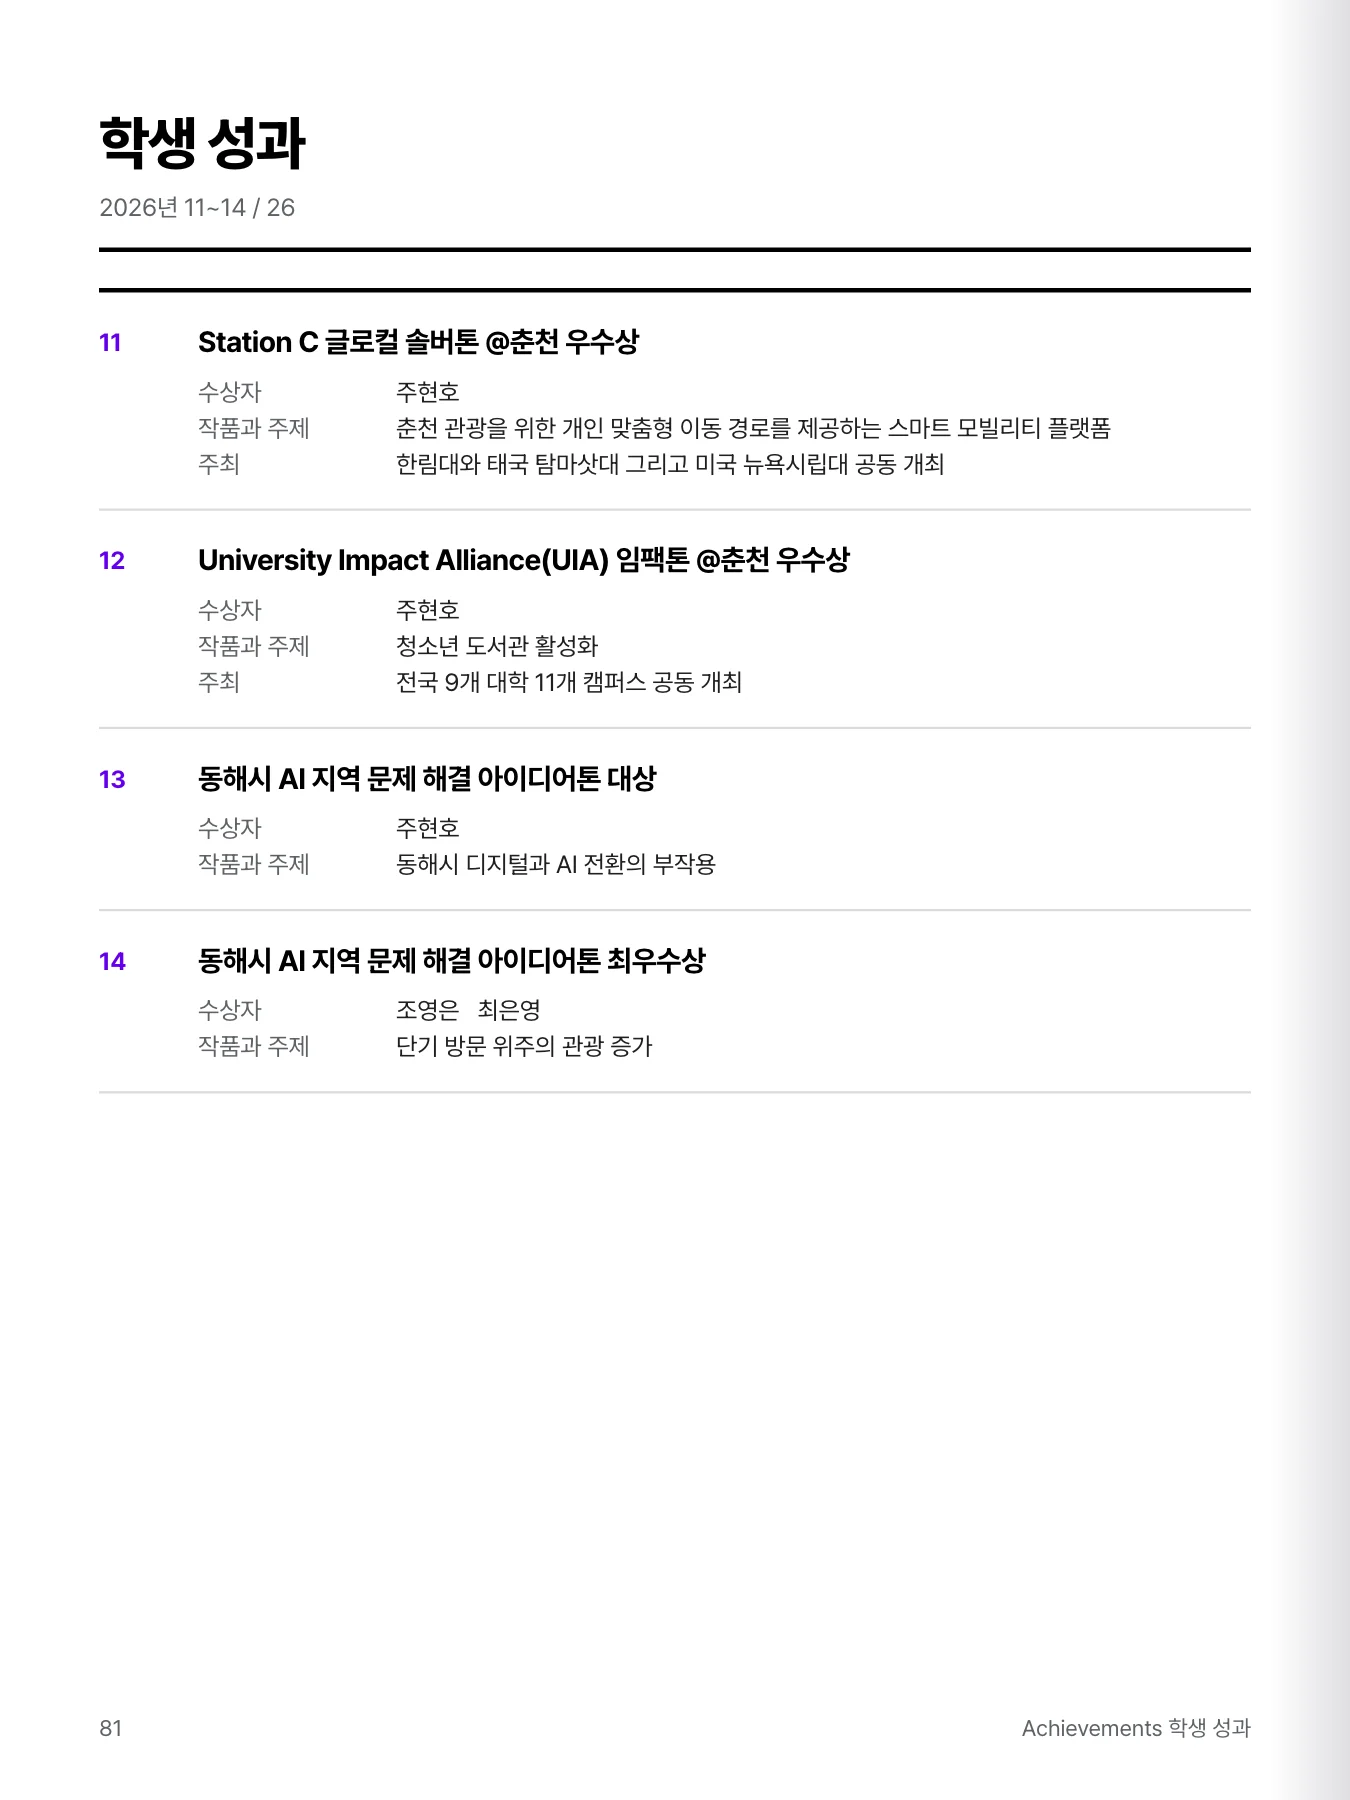 학생 성과
2026년 11~14 / 26
11 Station C 글로컬 솔버톤 @춘천 우수상
수상자 주현호
작품과 주제 춘천 관광을 위한 개인 맞춤형 이동 경로를 제공하는 스마트 모빌리티 플랫폼
주최 한림대와 태국 탐마삿대 그리고 미국 뉴욕시립대 공동 개최
12 University Impact Alliance(UIA) 임팩톤 @춘천 우수상
수상자 주현호
작품과 주제 청소년 도서관 활성화
주최 전국 9개 대학 11개 캠퍼스 공동 개최
13 동해시 AI 지역 문제 해결 아이디어톤 대상
수상자 주현호
작품과 주제 동해시 디지털과 AI 전환의 부작용
14 동해시 AI 지역 문제 해결 아이디어톤 최우수상
수상자 조영은 최은영
작품과 주제 단기 방문 위주의 관광 증가
81 Achievements 학생 성과